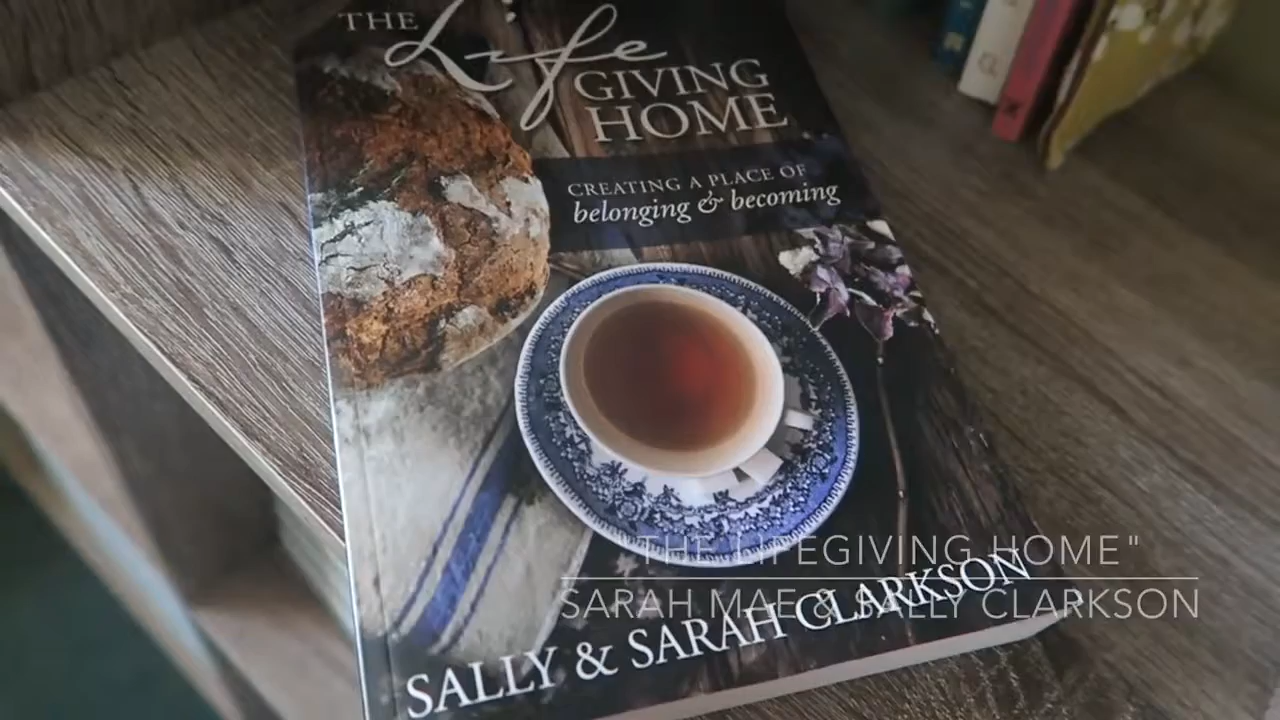 THE Life
GIVING
HOME
CREATING A PLACE OF
belonging & becoming
"THE LIFEGIVING HOME"
SARAH MAE & SALLY CLARKSON
SALLY & SARAH CLARKSON